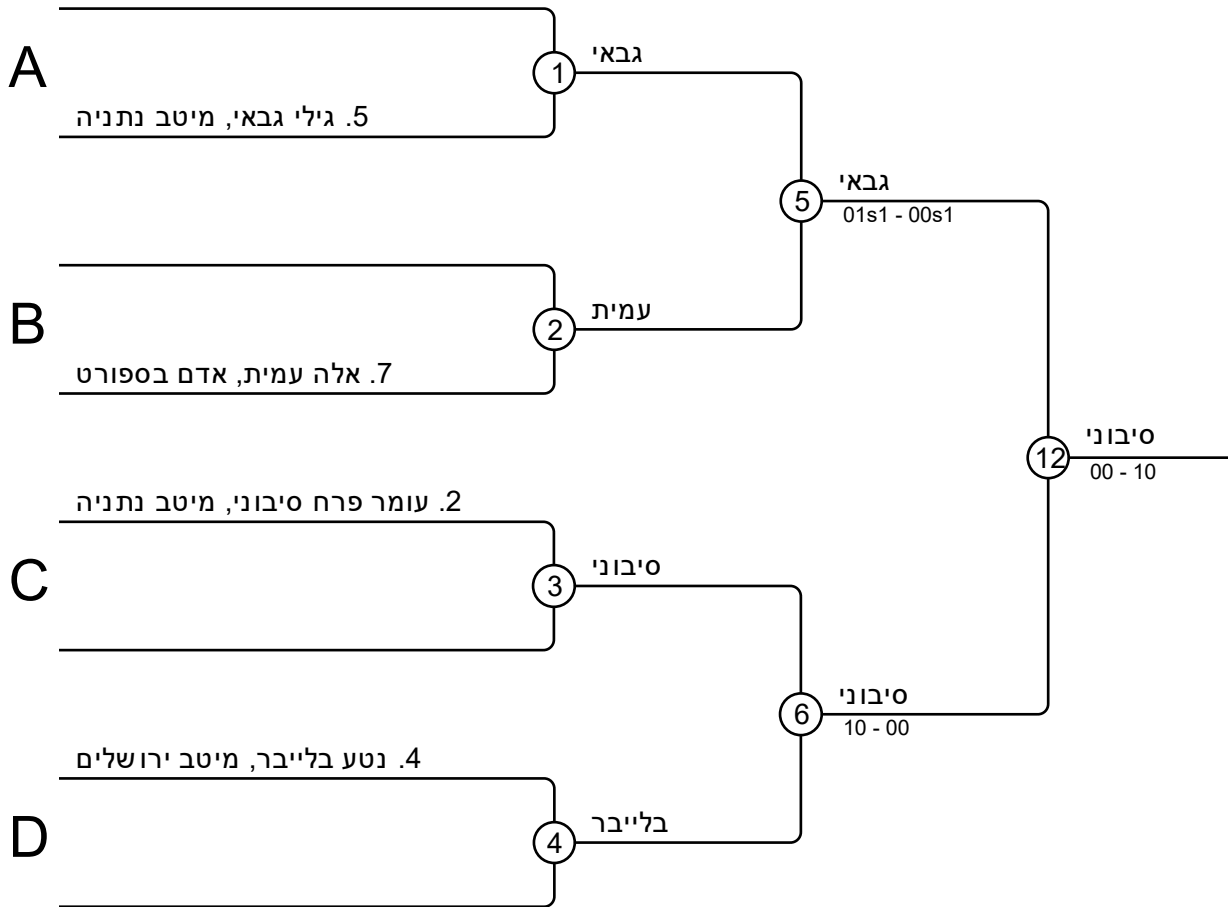 A
1
גבאי
5. גילי גבאי, מיטב נתניה
5
גבאי
01s1 - 00s1
B
2
עמית
7. אלה עמית, אדם בספורט
12
סיבוני
00 - 10
2. עומר פרח סיבוני, מיטב נתניה
C
3
סיבוני
6
סיבוני
10 - 00
4. נטע בלייבר, מיטב ירושלים
D
4
בלייבר